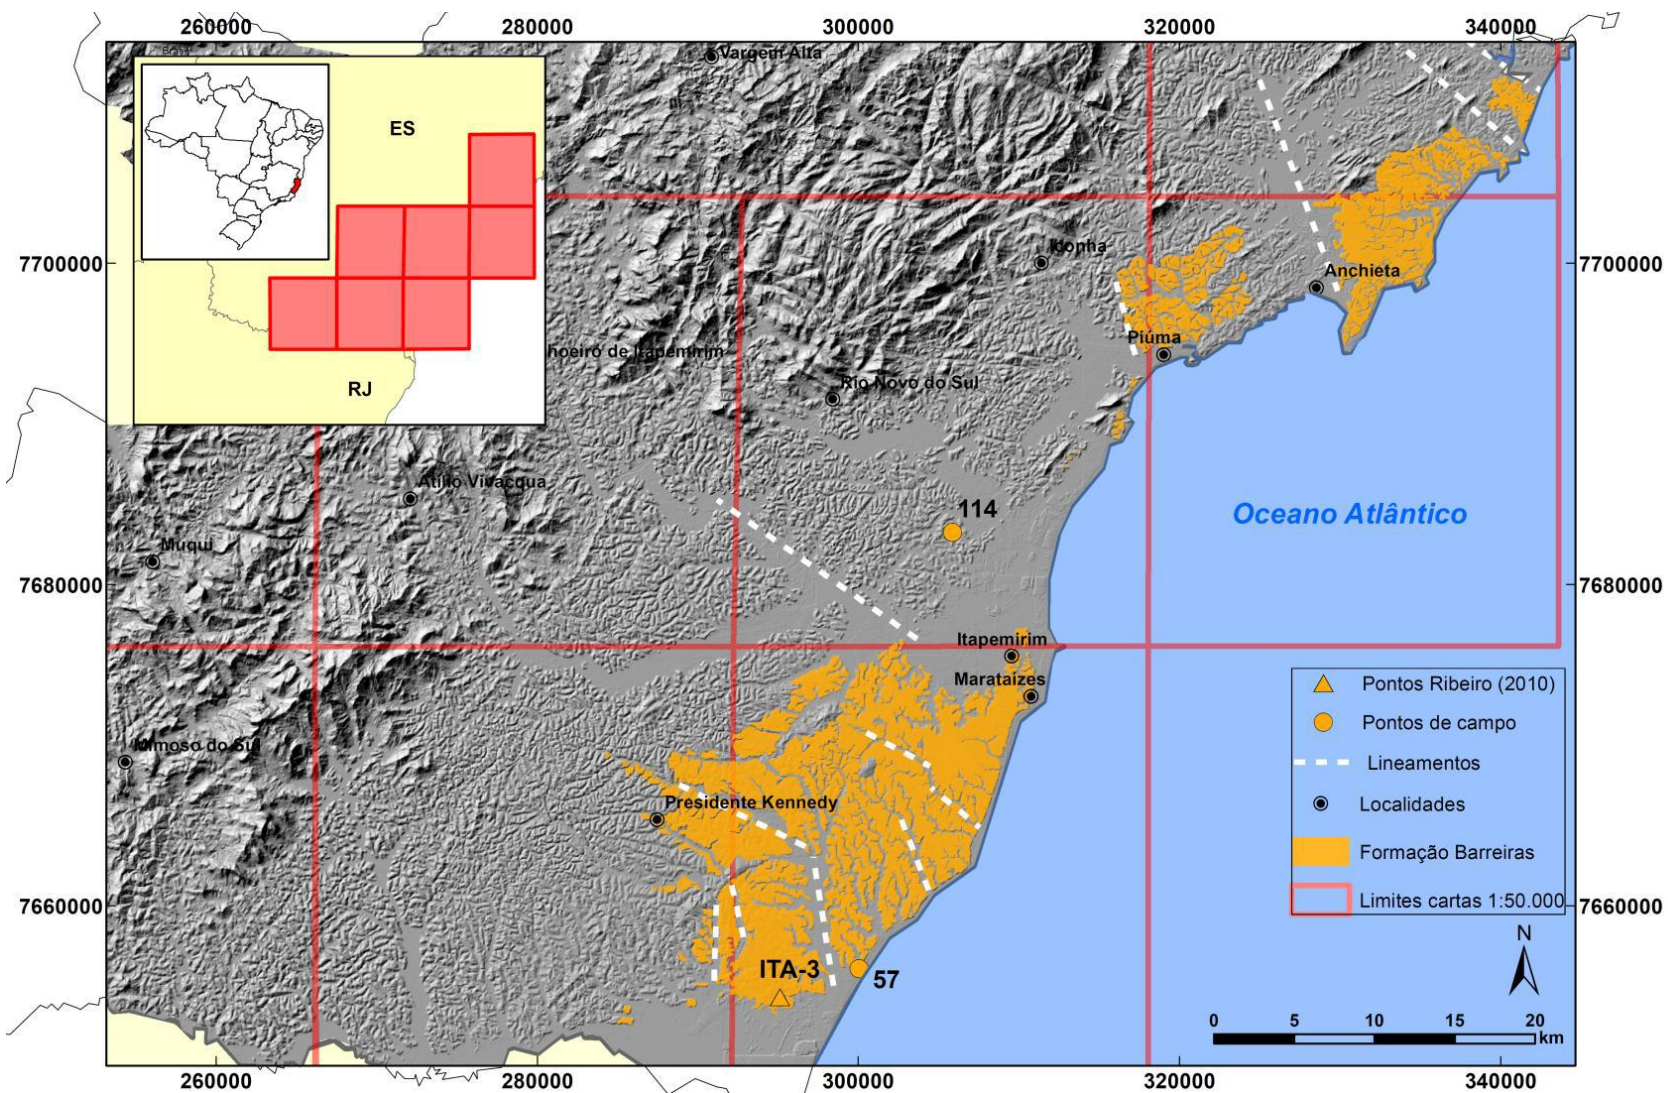 260000
280000
300000
320000
340000
Vargem Alta
ES
RJ
7700000
7700000
Iconha
Anchieta
Piúma
hoeiro de Itapemirim
Rio Novo do Sul
Atílio Vivacqua
Oceano Atlântico
114
Muqui
7680000
7680000
Itapemirim
Marataizes
Mimoso do Sul
Presidente Kennedy
Pontos Ribeiro (2010)
Pontos de campo
Lineamentos
Localidades
Formação Barreiras
Limites cartas 1:50.000
7660000
7660000
ITA-3
57
N
0 5 10 15 20
km
260000
280000
300000
320000
340000